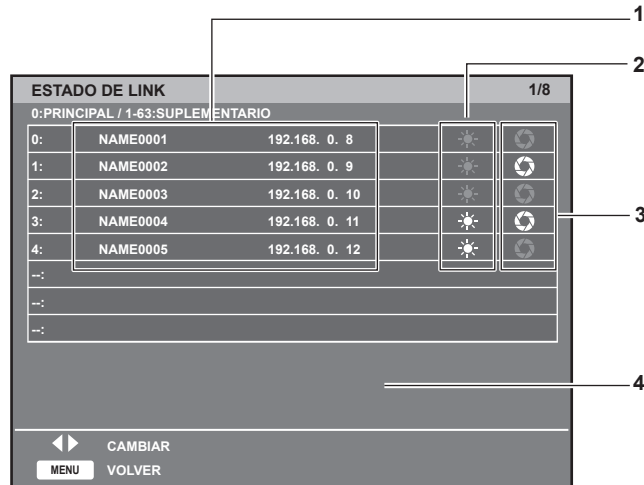 1
2
ESTADO DE LINK 1/8
0:PRINCIPAL / 1-63:SUPLEMENTARIO
0: NAME0001 192.168. 0. 8
1: NAME0002 192.168. 0. 9
2: NAME0003 192.168. 0. 10
3: NAME0004 192.168. 0. 11
3
4: NAME0005 192.168. 0. 12
--:
--:
--:
4
CAMBIAR
MENU VOLVER